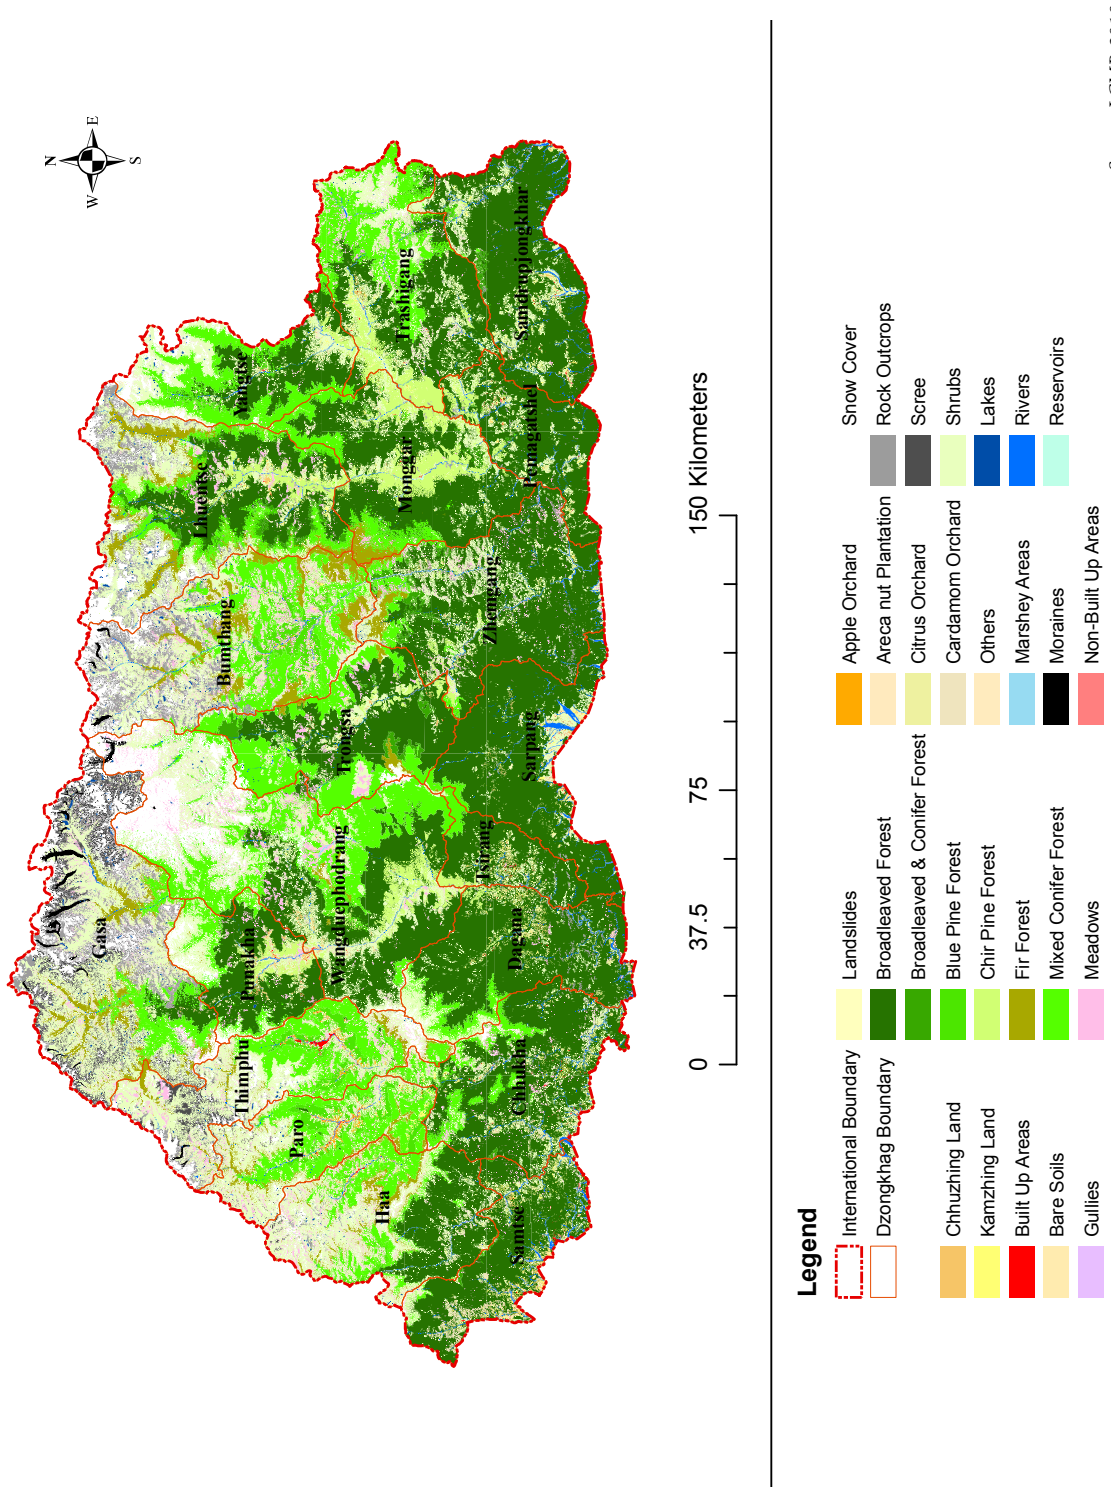 N
W
E
S
Gasa
Lhuentse
Yangtse
Bumthang
Punakha
Thimphu
Paro
Wangduephodrang
Trongsa
Monggar
Trashigang
Haa
Tsirang
Zhemgang
Dagana
Sarpang
Pemagatshel
Samdrupjongkhar
Chhukha
Samtse
0
37.5
75
150 Kilometers
Legend
International Boundary
Dzongkhag Boundary
Chhuzhing Land
Kamzhing Land
Built Up Areas
Bare Soils
Gullies
Landslides
Broadleaved Forest
Broadleaved & Conifer Forest
Blue Pine Forest
Chir Pine Forest
Fir Forest
Mixed Conifer Forest
Meadows
Apple Orchard
Areca nut Plantation
Citrus Orchard
Cardamom Orchard
Others
Marshey Areas
Moraines
Non-Built Up Areas
Snow Cover
Rock Outcrops
Scree
Shrubs
Lakes
Rivers
Reservoirs